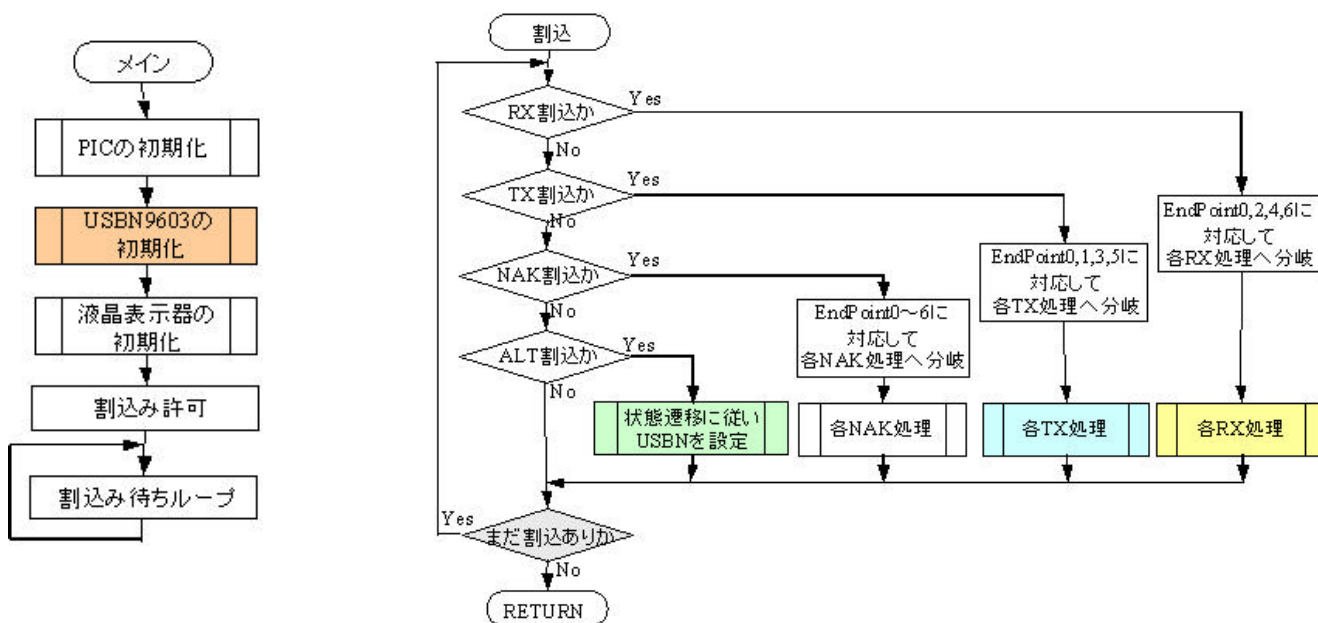 メイン
PICの初期化
USBN9603の
初期化
液晶表示器の
初期化
割込み許可
割込み待ちループ
割込
RX割込か
Yes
No
TX割込か
Yes
No
NAK割込か
Yes
No
ALT割込か
Yes
No
EndPoint0,2,4,6に
対応して
各RX処理へ分岐
EndPoint0,1,3,5に
対応して
各TX処理へ分岐
EndPoint0～6に
対応して
各NAK処理へ分岐
状態遷移に従い
USBNを設定
各NAK処理
各TX処理
各RX処理
まだ割込ありか
Yes
No
RETURN